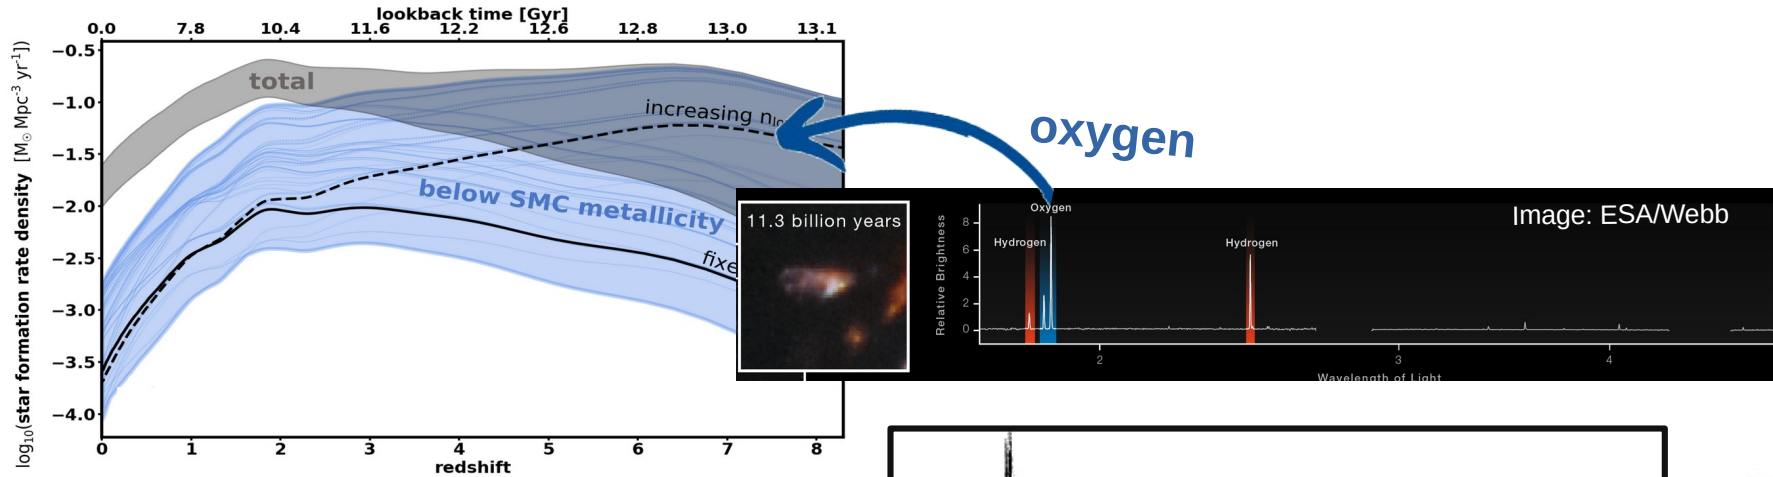 lookback time [Gyr]
0.0 7.8 10.4 11.6 12.2 12.6 12.8 13.0 13.1
log10(star formation rate density [M⊙ Mpc-3 yr-1])
−0.5
−1.0
−1.5
−2.0
−2.5
−3.0
−3.5
−4.0
total
increasing
below SMC metallicity
0 1 2 3 4 5 6 7 8
redshift
oxygen
11.3 billion years
Image: ESA/Webb
Relative Brightness
8
6
4
2
0
Oxygen
Hydrogen
Hydrogen
2 3 4
Wavelength of Light